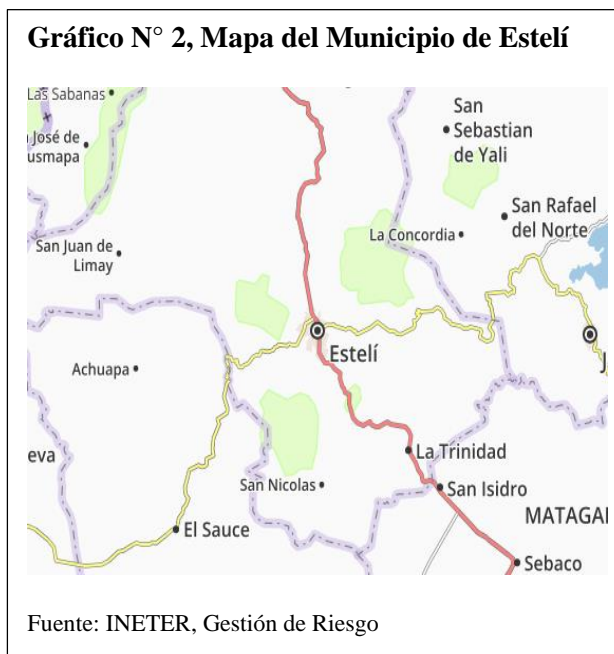 Gráfico N° 2, Mapa del Municipio de Estelí
Las Sabanas
San
Sebastian
de Yali
José de
usmapa
San Rafael
del Norte
La Concordia
San Juan de
Limay
Estelí
J
Achuapa
eva
La Trinidad
San Nicolas
San Isidro
MATAGAL
El Sauce
Sebaco
Fuente: INETER, Gestión de Riesgo